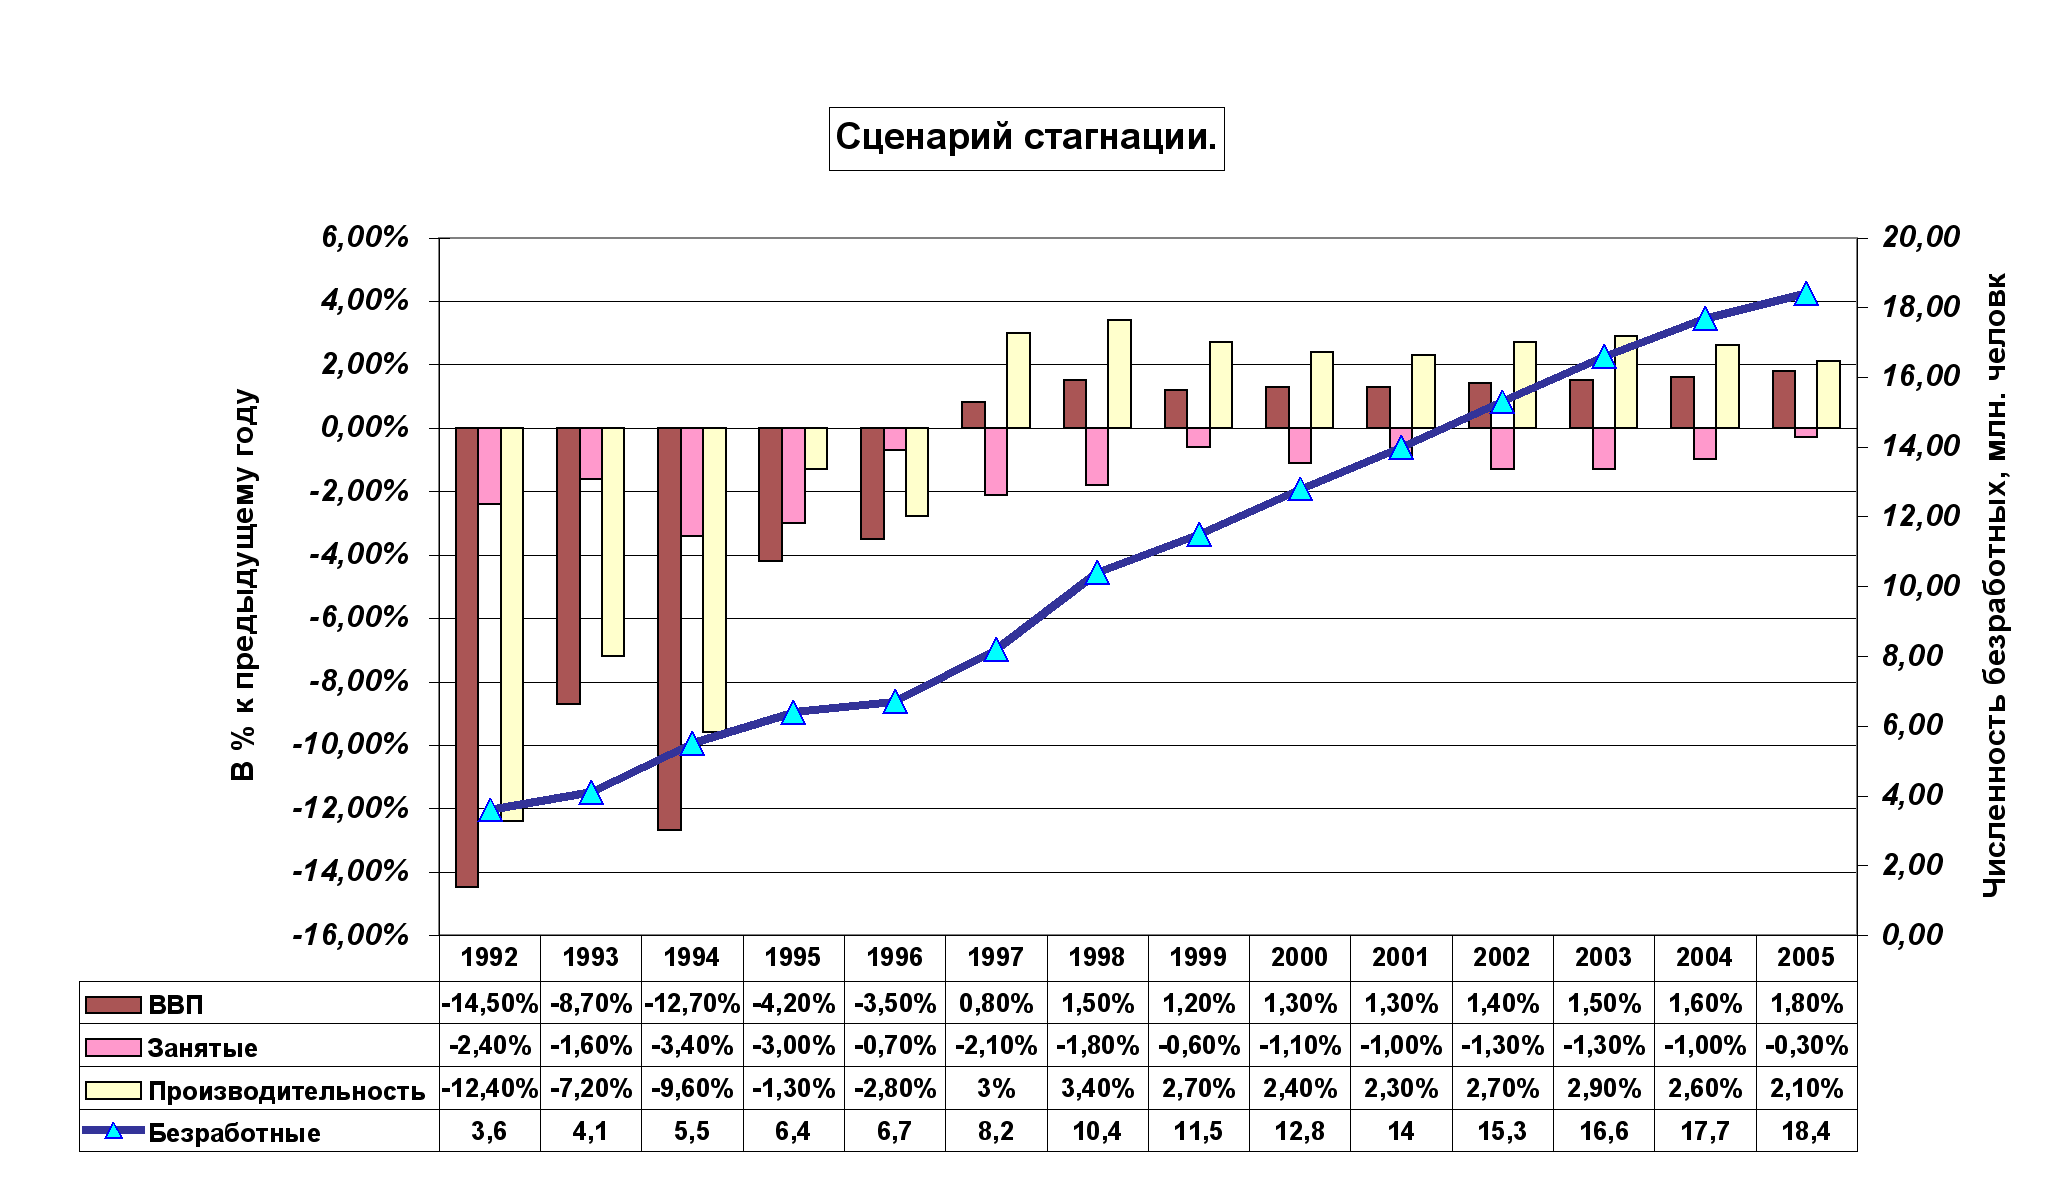 Сценарий стагнации.
6,00%
4,00%
2,00%
0,00%
-2,00%
-4,00%
-6,00%
-8,00%
-10,00%
-12,00%
-14,00%
-16,00%
В % к предыдущему году
20,00
18,00
16,00
14,00
12,00
10,00
8,00
6,00
4,00
2,00
0,00
Численность безработных, млн. человк
1992 1993 1994 1995 1996 1997 1998 1999 2000 2001 2002 2003 2004 2005
ВВП -14,50% -8,70% -12,70% -4,20% -3,50% 0,80% 1,50% 1,20% 1,30% 1,30% 1,40% 1,50% 1,60% 1,80%
Занятые -2,40% -1,60% -3,40% -3,00% -0,70% -2,10% -1,80% -0,60% -1,10% -1,00% -1,30% -1,30% -1,00% -0,30%
Производительность -12,40% -7,20% -9,60% -1,30% -2,80% 3% 3,40% 2,70% 2,40% 2,30% 2,70% 2,90% 2,60% 2,10%
Безработные 3,6 4,1 5,5 6,4 6,7 8,2 10,4 11,5 12,8 14 15,3 16,6 17,7 18,4